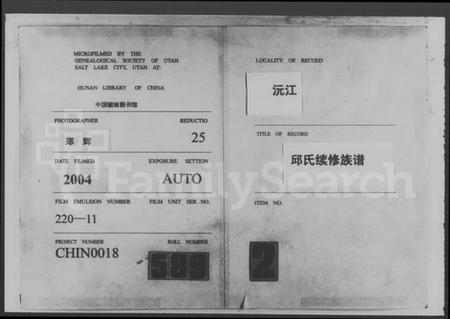 MICROFILMED BY THE
GENEALOGICAL SOCIETY OF UTAH
SALT LAKE CITY, UTAH AT:
HUNAN LIBRARY OF CHINA
中国湖南图书馆
PHOTOGRAPHER REDUCTIO
辉 25
DATE FILMED EXPOSURE SETTION
2004 AUTO
FILM EMULSION NUMBER FILM UNIT SER. NO.
220—11
PROJECT NUMBER ROLL NUMBER
CHIN0018 589
LOCALITY OF RECOED
沅江
TITLE OF RECORD
邱氏续修族谱
ITEM NO.
2
FamilySearch